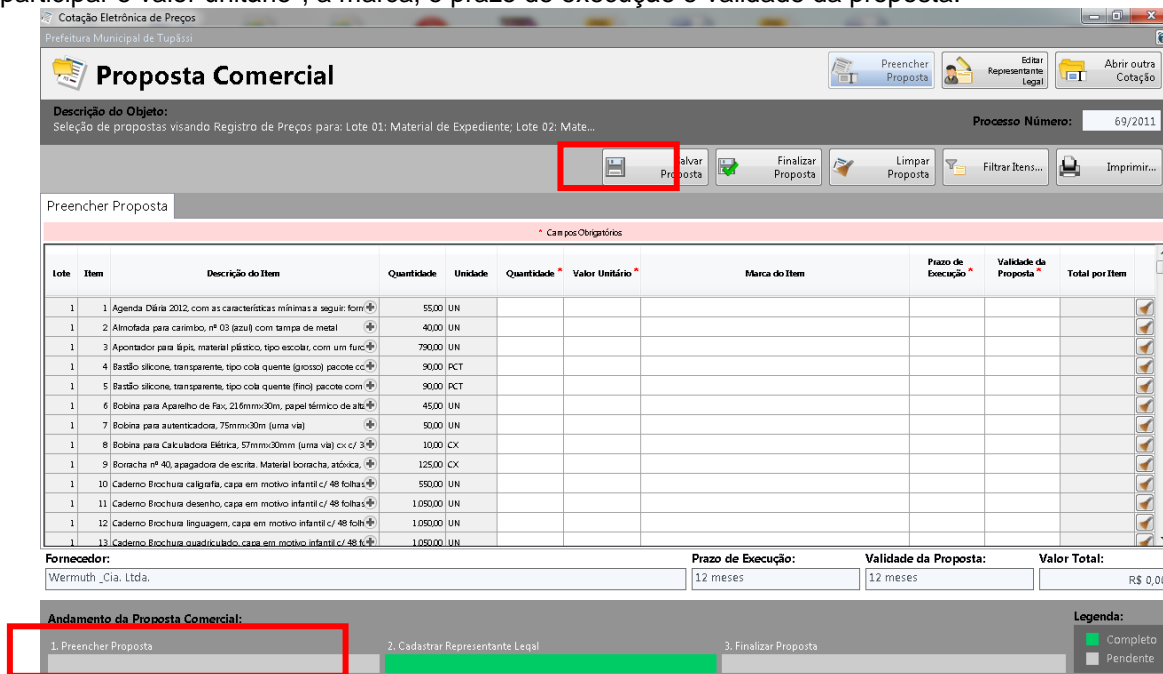 participar o valor unitário , a marca, o prazo de execução e validade da proposta.
Cotação Eletrônica de Preços
Prefeitura Municipal de Tupãssi
Proposta Comercial
Preencher Proposta
Editar Representante Legal
Abrir outra Cotação
Descrição do Objeto:
Seleção de propostas visando Registro de Preços para: Lote 01: Material de Expediente; Lote 02: Mate...
Processo Número: 69/2011
alvar Proposta
Finalizar Proposta
Limpar Proposta
Filtrar Itens...
Imprimir...
Preencher Proposta
* Campos Obrigatórios
Lote Item Descrição do Item Quantidade Unidade Quantidade * Valor Unitário * Marca do Item Prazo de Execução * Validade da Proposta * Total por Item
1 1 Agenda Diária 2012, com as características mínimas a seguir: form 55,00 UN
1 2 Almofada para carimbo, nº 03 (azul) com tampa de metal 40,00 UN
1 3 Apontador para lápis, material plástico, tipo escolar, com um furo 790,00 UN
1 4 Bastão silicone, transparente, tipo cola quente (grosso) pacote co 90,00 PCT
1 5 Bastão silicone, transparente, tipo cola quente (fino) pacote com 90,00 PCT
1 6 Bobina para Aparelho de Fax, 216mmx30m, papel térmico de alta 45,00 UN
1 7 Bobina para autenticadora, 75mmx30m (uma via) 50,00 UN
1 8 Bobina para Calculadora Elétrica, 57mmx30mm (uma via) cx c/ 3 10,00 CX
1 9 Borracha nº 40, apagadora de escrita. Material borracha, atóxica, 125,00 CX
1 10 Caderno Brochura caligrafia, capa em motivo infantil c/ 48 folhas 550,00 UN
1 11 Caderno Brochura desenho, capa em motivo infantil c/ 48 folhas 1.050,00 UN
1 12 Caderno Brochura linguagem, capa em motivo infantil c/ 48 folh 1.050,00 UN
1 13 Caderno Brochura quadriculado, capa em motivo infantil c/ 48 fo 1.050,00 UN
Fornecedor: Prazo de Execução: Validade da Proposta: Valor Total:
Wermuth _Cia. Ltda. 12 meses 12 meses R$ 0,00
Andamento da Proposta Comercial: Legenda:
1. Preencher Proposta 2. Cadastrar Representante Legal 3. Finalizar Proposta Completo
Pendente